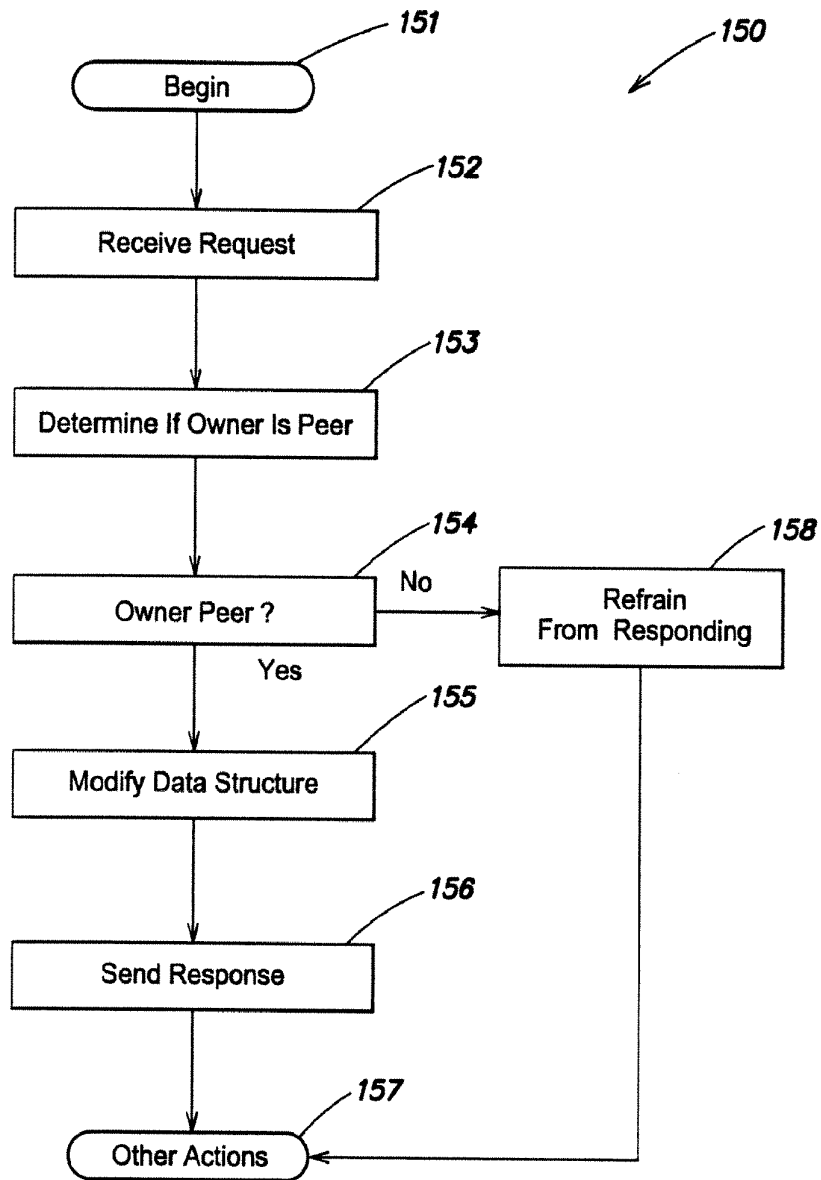 151
150
Begin
152
Receive Request
153
Determine If Owner Is Peer
154
158
Owner Peer ?
No
Refrain
From Responding
Yes
155
Modify Data Structure
156
Send Response
157
Other Actions